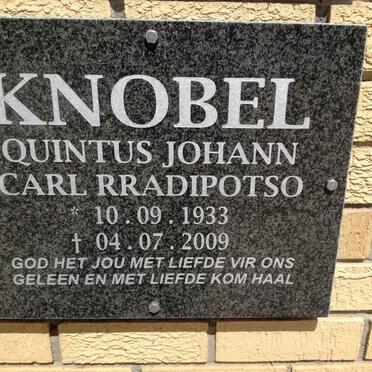 KNOBEL
QUINTUS JOHANN
CARL RRADIPOTSO
* 10.09.1933
† 04.07.2009
GOD HET JOU MET LIEFDE VIR ONS
GELEEN EN MET LIEFDE KOM HAAL